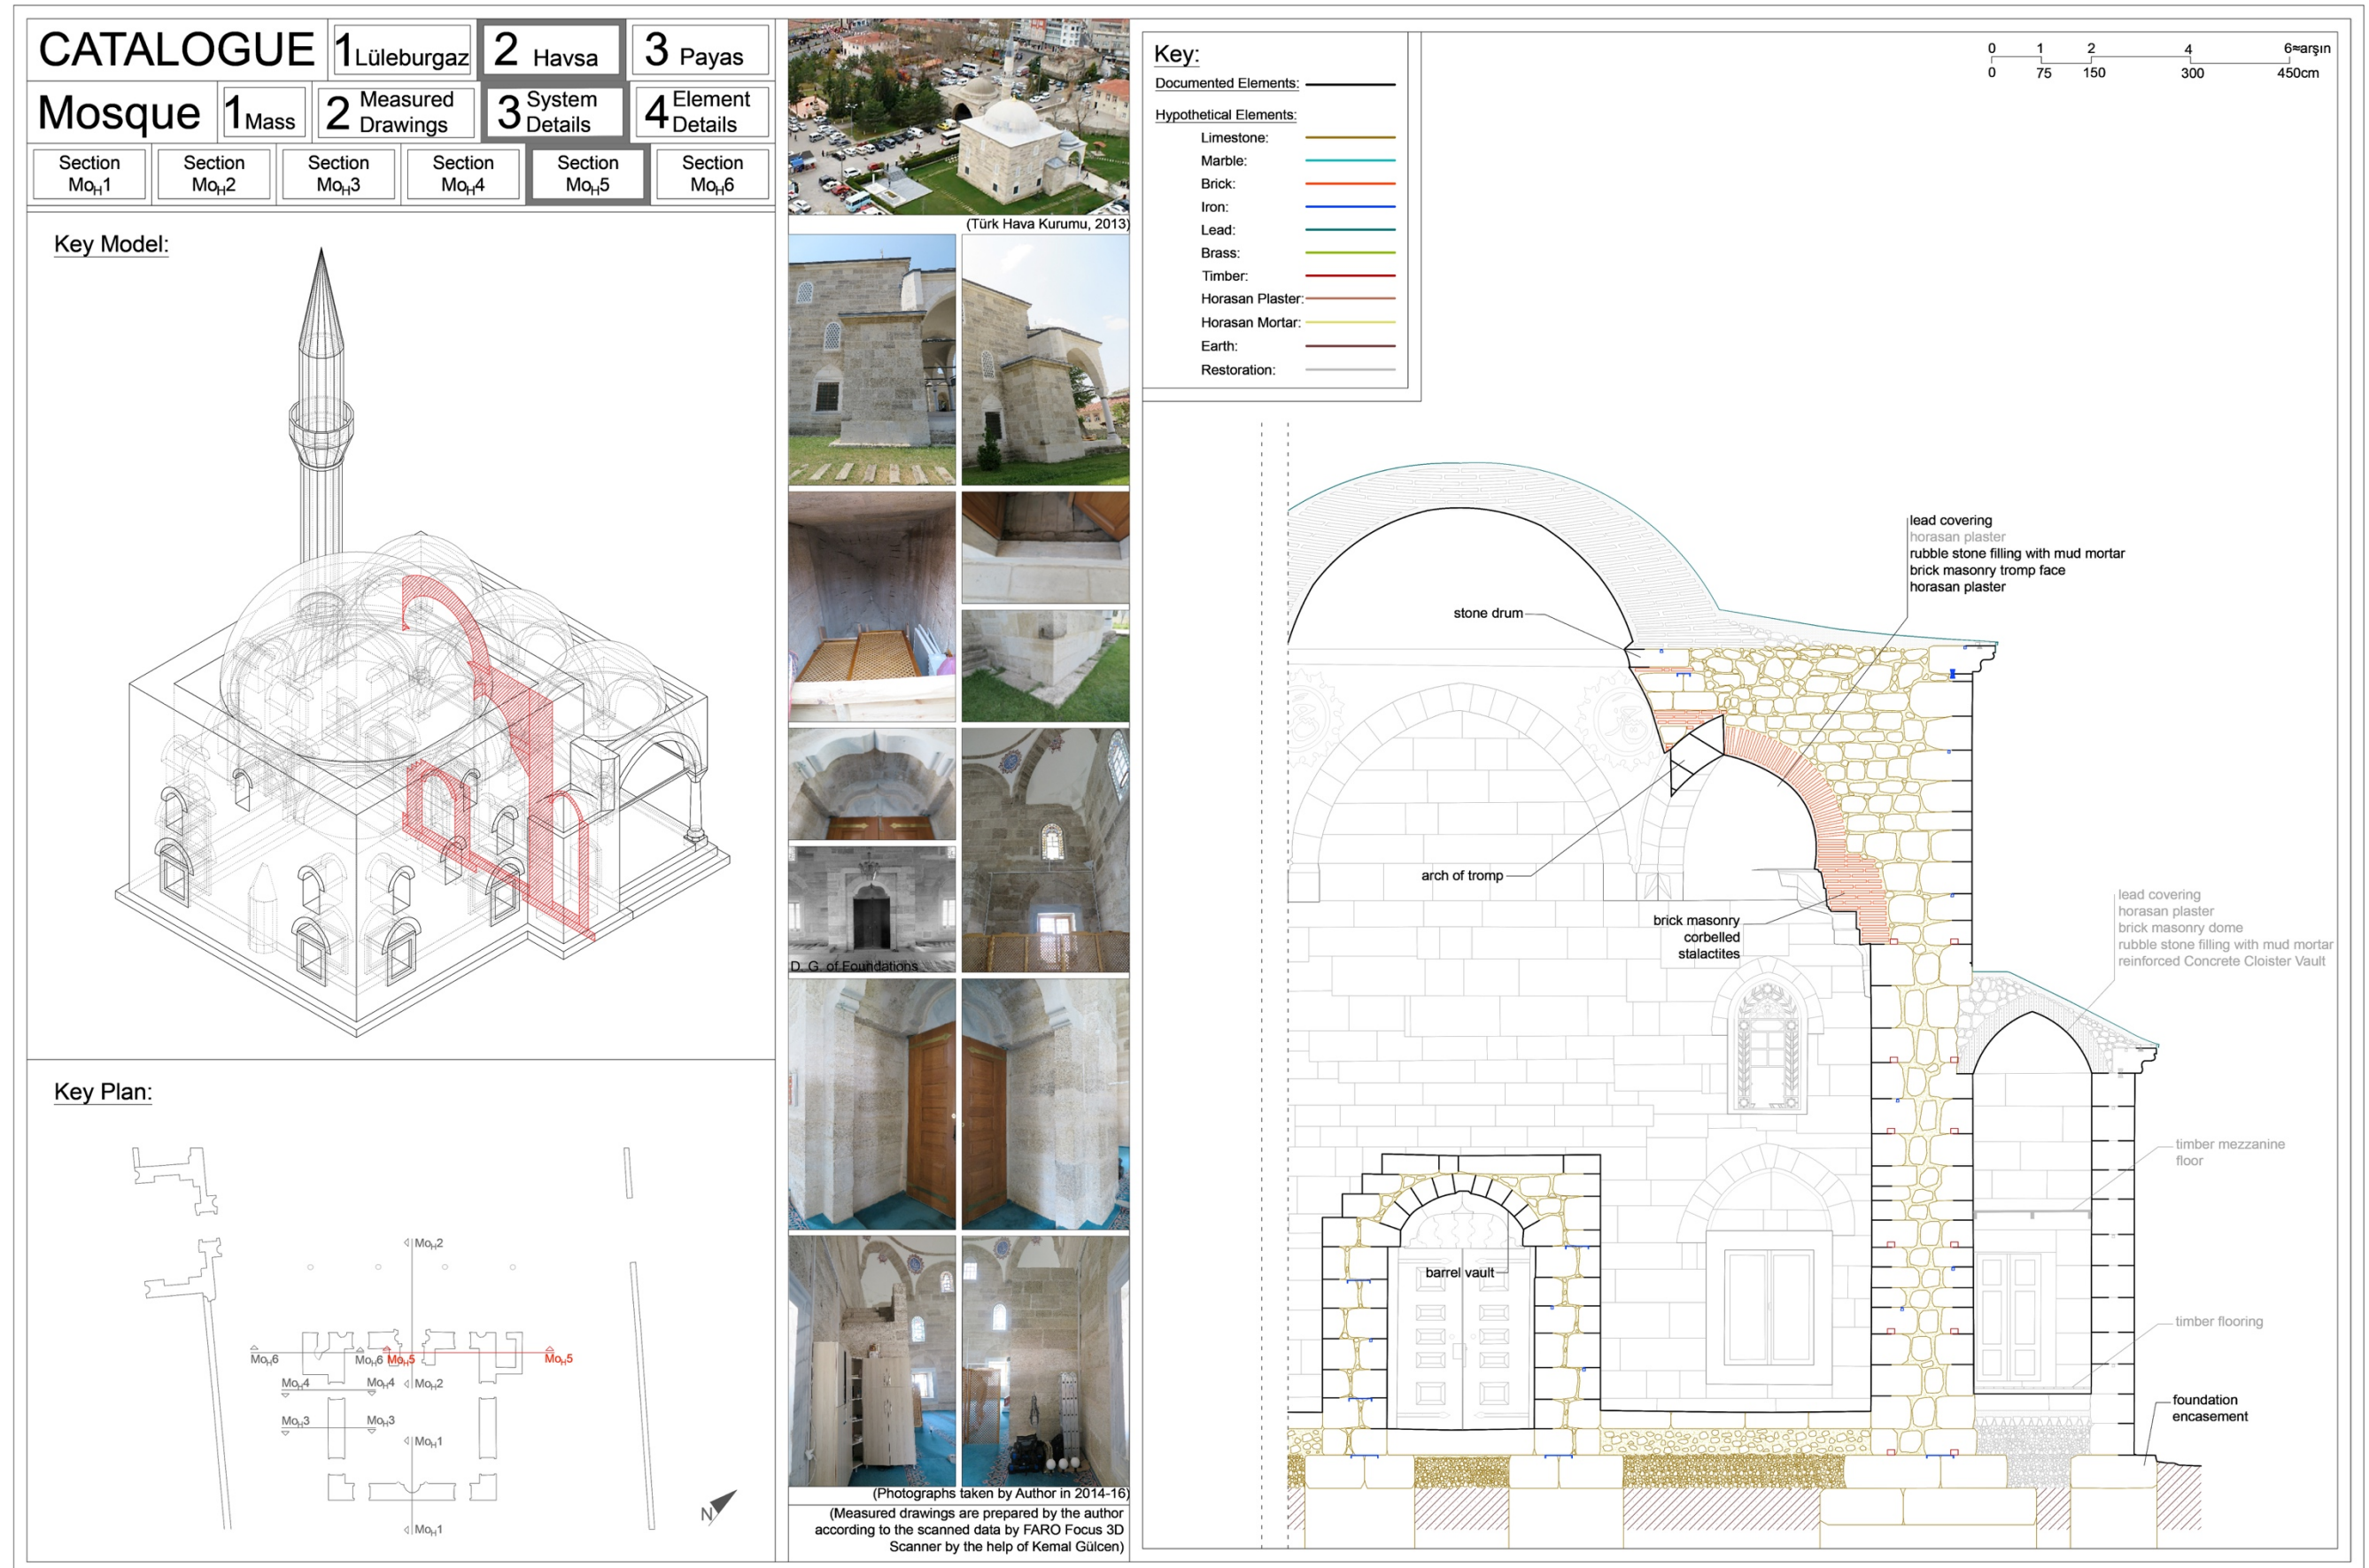 CATALOGUE
1 Lüleburgaz
2 Havsa
3 Payas
Mosque
1 Mass
2 Measured
Drawings
3 System
Details
4 Element
Details
Section
MoH1
Section
MoH2
Section
MoH3
Section
MoH4
Section
MoH5
Section
MoH6
Key Model:
Key Plan:
MoH2
MoH6
MoH6
MoH5
MoH5
MoH4
MoH4
MoH2
MoH3
MoH3
MoH1
MoH1
N
(Türk Hava Kurumu, 2013)
D. G. of Foundations
(Photographs taken by Author in 2014-16)
(Measured drawings are prepared by the author
according to the scanned data by FARO Focus 3D
Scanner by the help of Kemal Gülcen)
Key:
Documented Elements:
Hypothetical Elements:
Limestone:
Marble:
Brick:
Iron:
Lead:
Brass:
Timber:
Horasan Plaster:
Horasan Mortar:
Earth:
Restoration:
0 1 2 4 6≈arşın
0 75 150 300 450cm
lead covering
horasan plaster
rubble stone filling with mud mortar
brick masonry tromp face
horasan plaster
stone drum
arch of tromp
brick masonry
corbelled
stalactites
lead covering
horasan plaster
brick masonry dome
rubble stone filling with mud mortar
reinforced Concrete Cloister Vault
timber mezzanine
floor
barrel vault
timber flooring
foundation
encasement